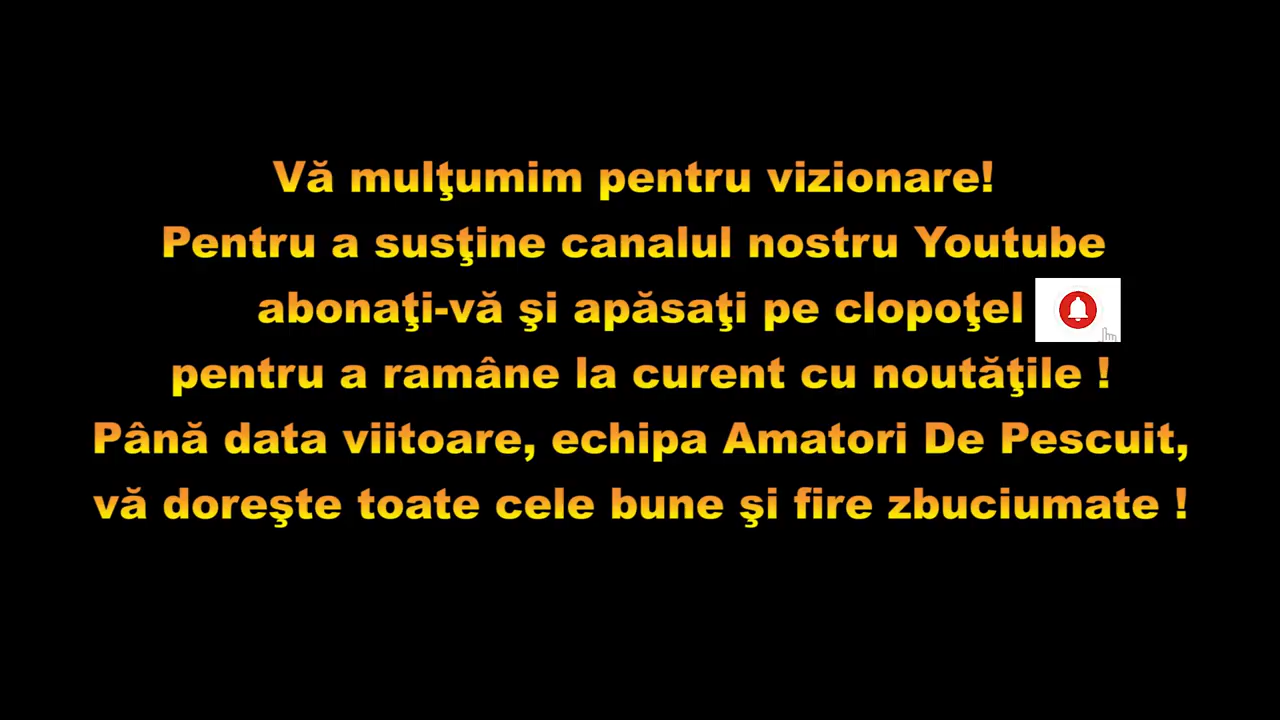 Vă mulţumim pentru vizionare!
Pentru a susţine canalul nostru Youtube
abonaţi-vă şi apăsaţi pe clopoţel
pentru a ramâne la curent cu noutăţile !
Până data viitoare, echipa Amatori De Pescuit,
vă doreşte toate cele bune şi fire zbuciumate !